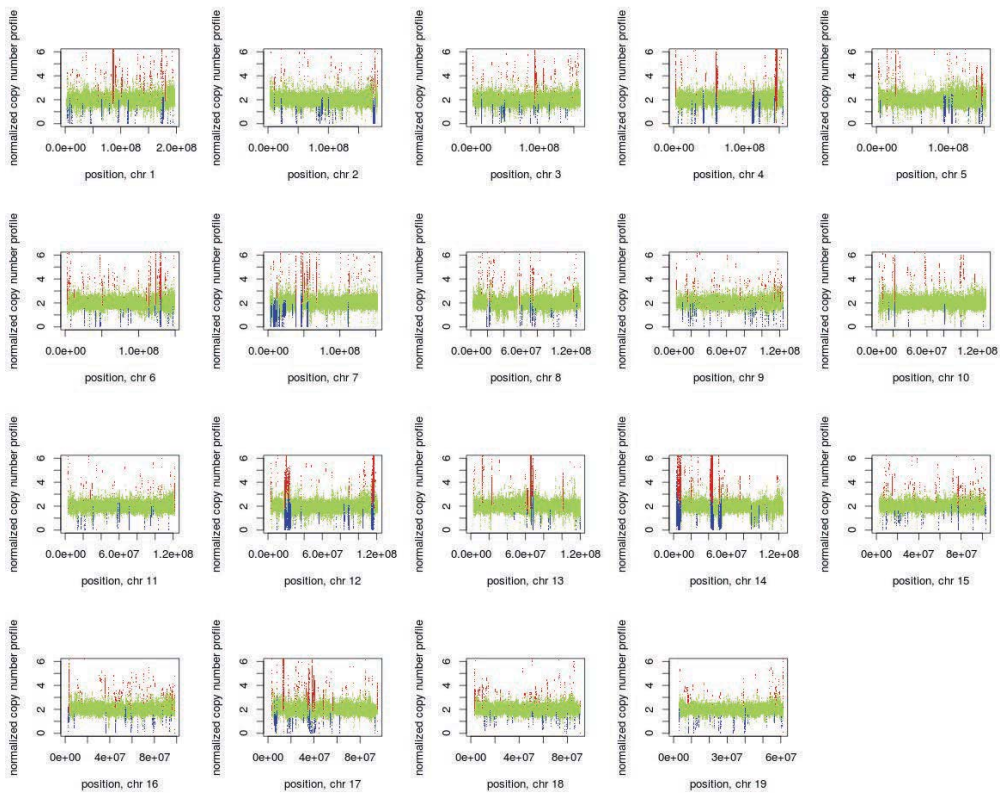 normalized copy number profile
0 2 4 6
0.0e+00 1.0e+08 2.0e+08
position, chr 1
normalized copy number profile
0 2 4 6
0.0e+00 1.0e+08
position, chr 2
normalized copy number profile
0 2 4 6
0.0e+00 1.0e+08
position, chr 3
normalized copy number profile
0 2 4 6
0.0e+00 1.0e+08
position, chr 4
normalized copy number profile
0 2 4 6
0.0e+00 1.0e+08
position, chr 5
normalized copy number profile
0 2 4 6
0.0e+00 1.0e+08
position, chr 6
normalized copy number profile
0 2 4 6
0.0e+00 1.0e+08
position, chr 7
normalized copy number profile
0 2 4 6
0.0e+00 6.0e+07 1.2e+08
position, chr 8
normalized copy number profile
0 2 4 6
0.0e+00 6.0e+07 1.2e+08
position, chr 9
normalized copy number profile
0 2 4 6
0.0e+00 6.0e+07 1.2e+08
position, chr 10
normalized copy number profile
0 2 4 6
0.0e+00 6.0e+07 1.2e+08
position, chr 11
normalized copy number profile
0 2 4 6
0.0e+00 6.0e+07 1.2e+08
position, chr 12
normalized copy number profile
0 2 4 6
0.0e+00 6.0e+07 1.2e+08
position, chr 13
normalized copy number profile
0 2 4 6
0.0e+00 6.0e+07 1.2e+08
position, chr 14
normalized copy number profile
0 2 4 6
0e+00 4e+07 8e+07
position, chr 15
normalized copy number profile
0 2 4 6
0e+00 4e+07 8e+07
position, chr 16
normalized copy number profile
0 2 4 6
0e+00 4e+07 8e+07
position, chr 17
normalized copy number profile
0 2 4 6
0e+00 4e+07 8e+07
position, chr 18
normalized copy number profile
0 2 4 6
0e+00 3e+07 6e+07
position, chr 19